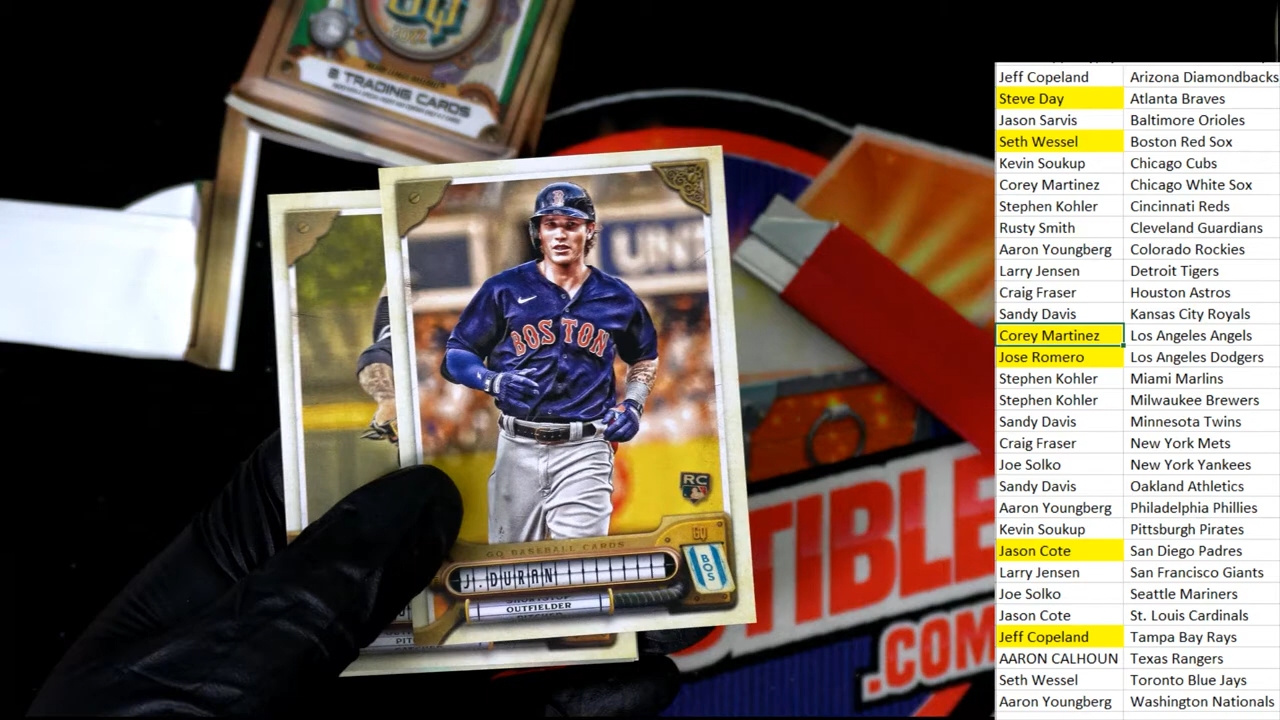 8 TRADING CARDS
UN
BOSTON
RC
GQ BASEBALL CARDS
J. DURAN
BOS
SHORTSTOP
OUTFIELDER
PITCHER
TIBLE
.COM
Jeff Copeland Arizona Diamondbacks
Steve Day Atlanta Braves
Jason Sarvis Baltimore Orioles
Seth Wessel Boston Red Sox
Kevin Soukup Chicago Cubs
Corey Martinez Chicago White Sox
Stephen Kohler Cincinnati Reds
Rusty Smith Cleveland Guardians
Aaron Youngberg Colorado Rockies
Larry Jensen Detroit Tigers
Craig Fraser Houston Astros
Sandy Davis Kansas City Royals
Corey Martinez Los Angeles Angels
Jose Romero Los Angeles Dodgers
Stephen Kohler Miami Marlins
Stephen Kohler Milwaukee Brewers
Sandy Davis Minnesota Twins
Craig Fraser New York Mets
Joe Solko New York Yankees
Sandy Davis Oakland Athletics
Aaron Youngberg Philadelphia Phillies
Kevin Soukup Pittsburgh Pirates
Jason Cote San Diego Padres
Larry Jensen San Francisco Giants
Joe Solko Seattle Mariners
Jason Cote St. Louis Cardinals
Jeff Copeland Tampa Bay Rays
AARON CALHOUN Texas Rangers
Seth Wessel Toronto Blue Jays
Aaron Youngberg Washington Nationals